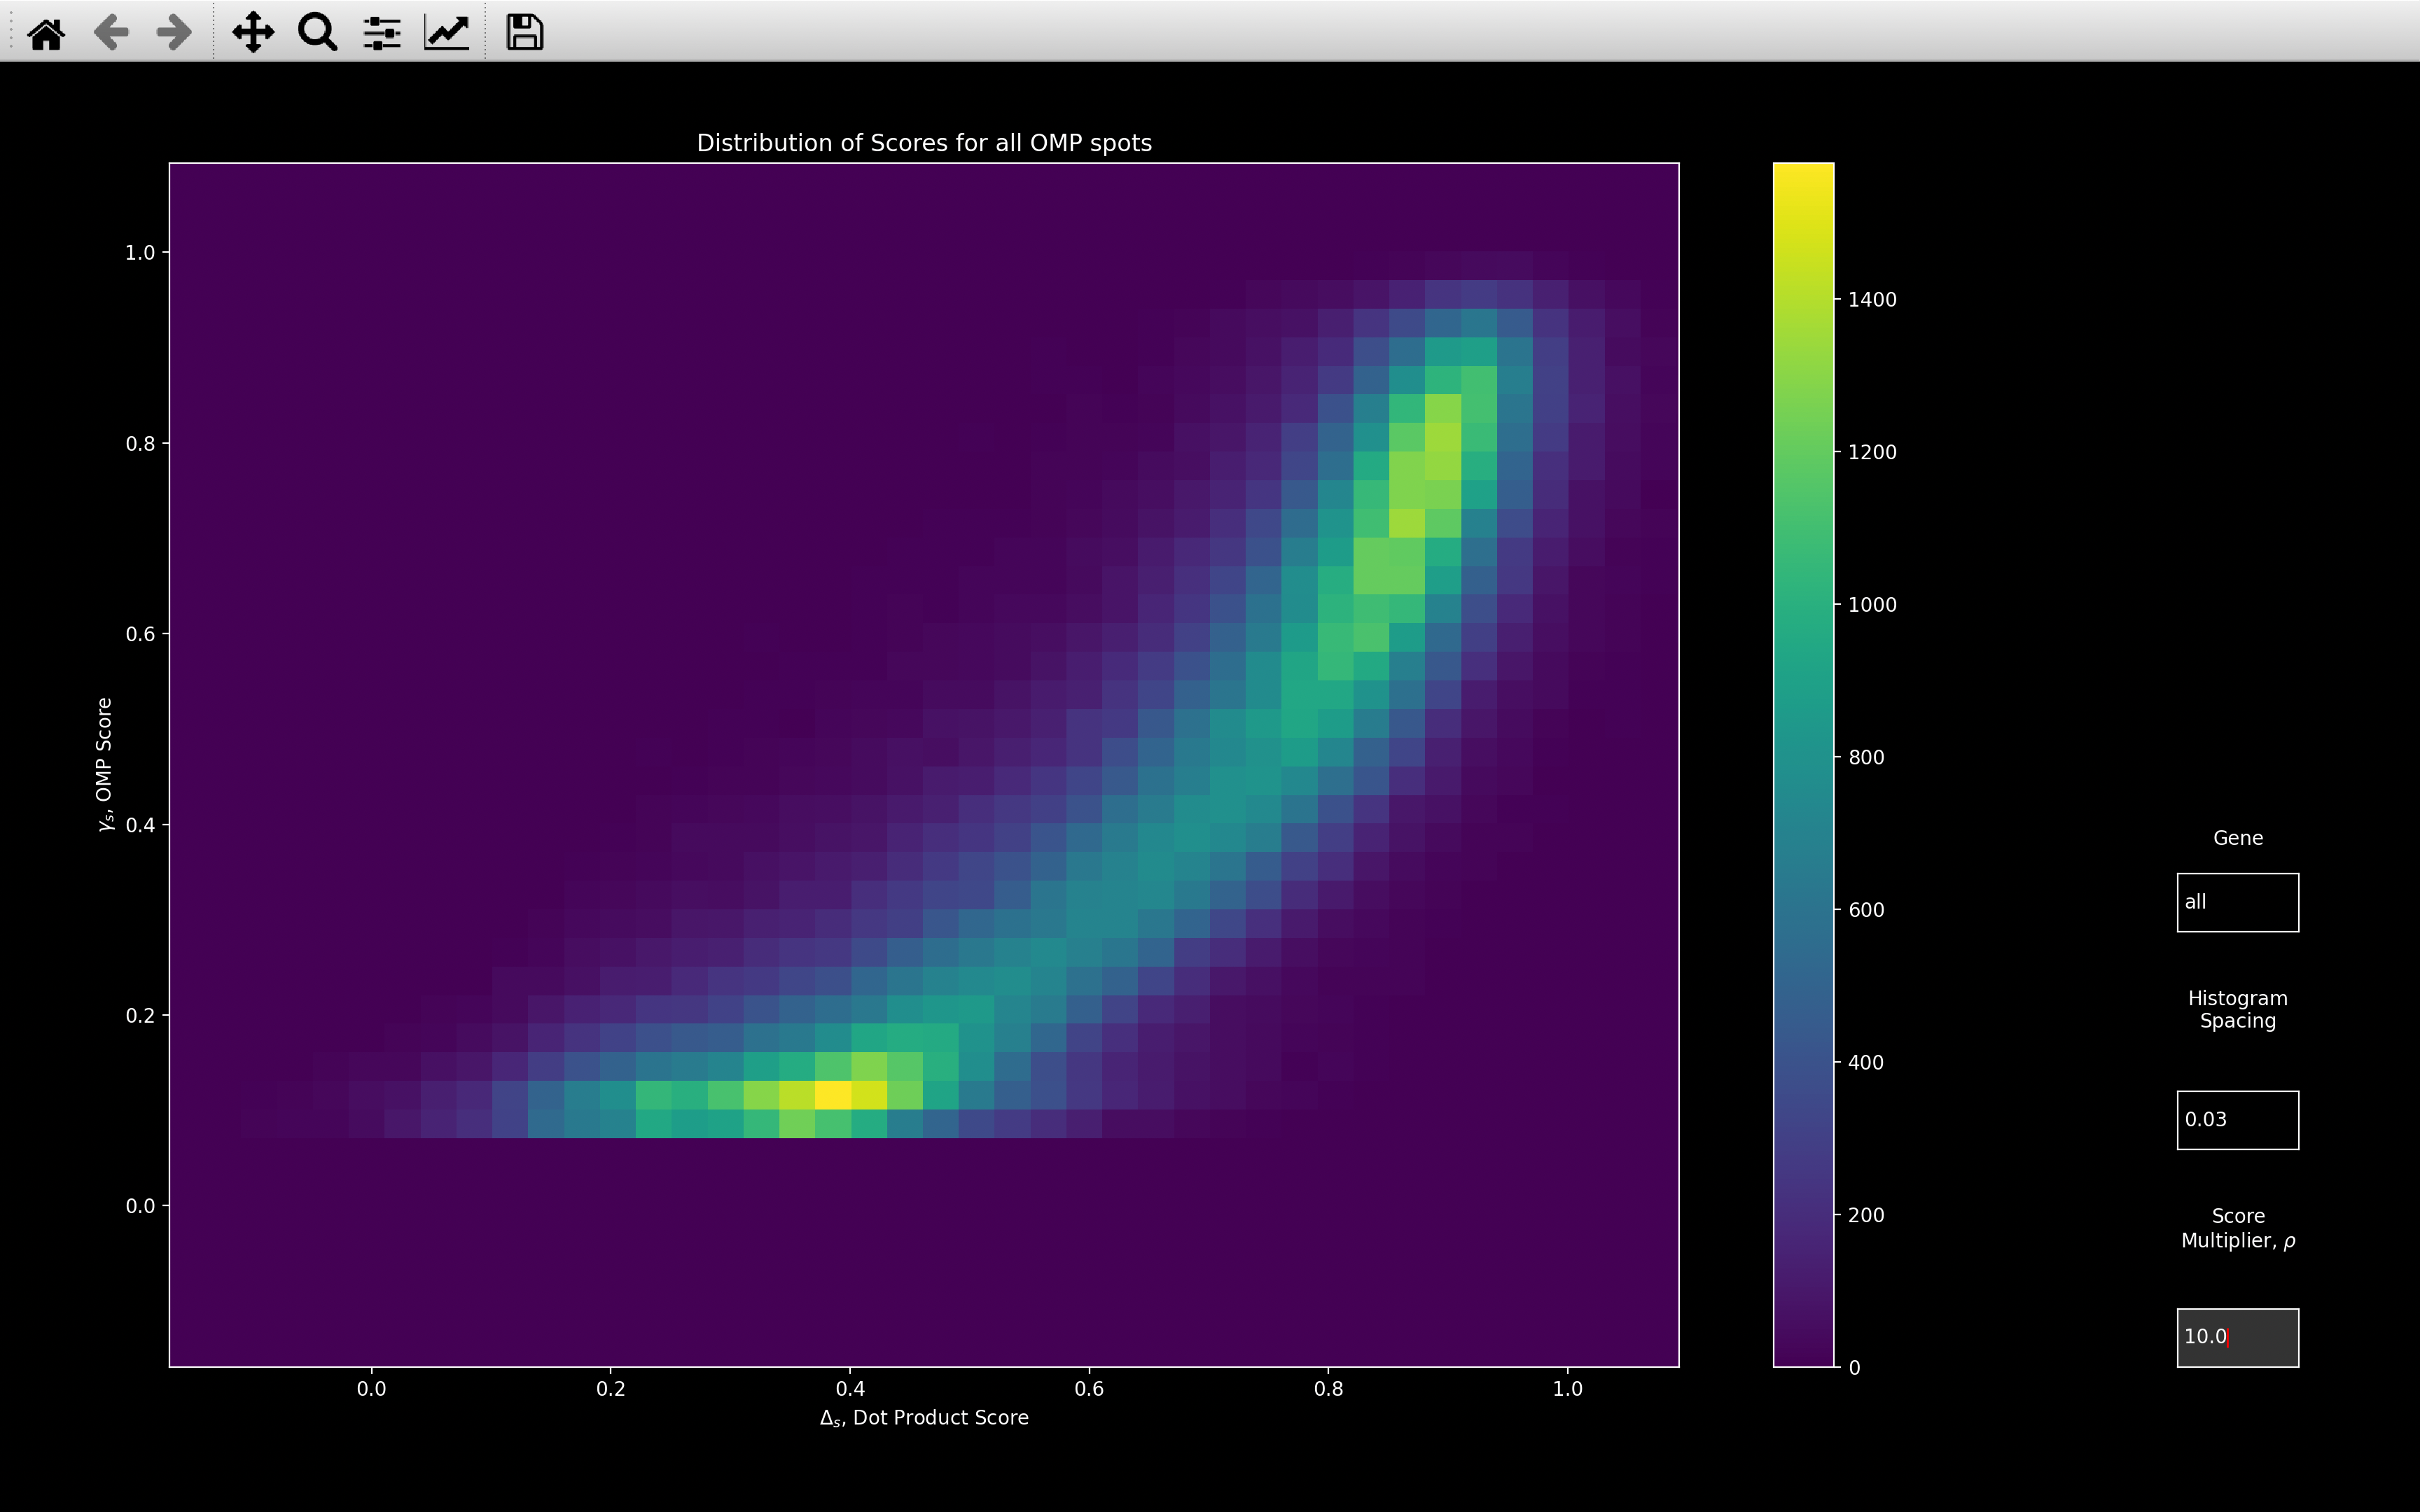 Distribution of Scores for all OMP spots
1.0
0.8
0.6
0.4
0.2
0.0
γₛ, OMP Score
0.0
0.2
0.4
0.6
0.8
1.0
Δₛ, Dot Product Score
1400
1200
1000
800
600
400
200
0
Gene
all
Histogram
Spacing
0.03
Score
Multiplier, ρ
10.0